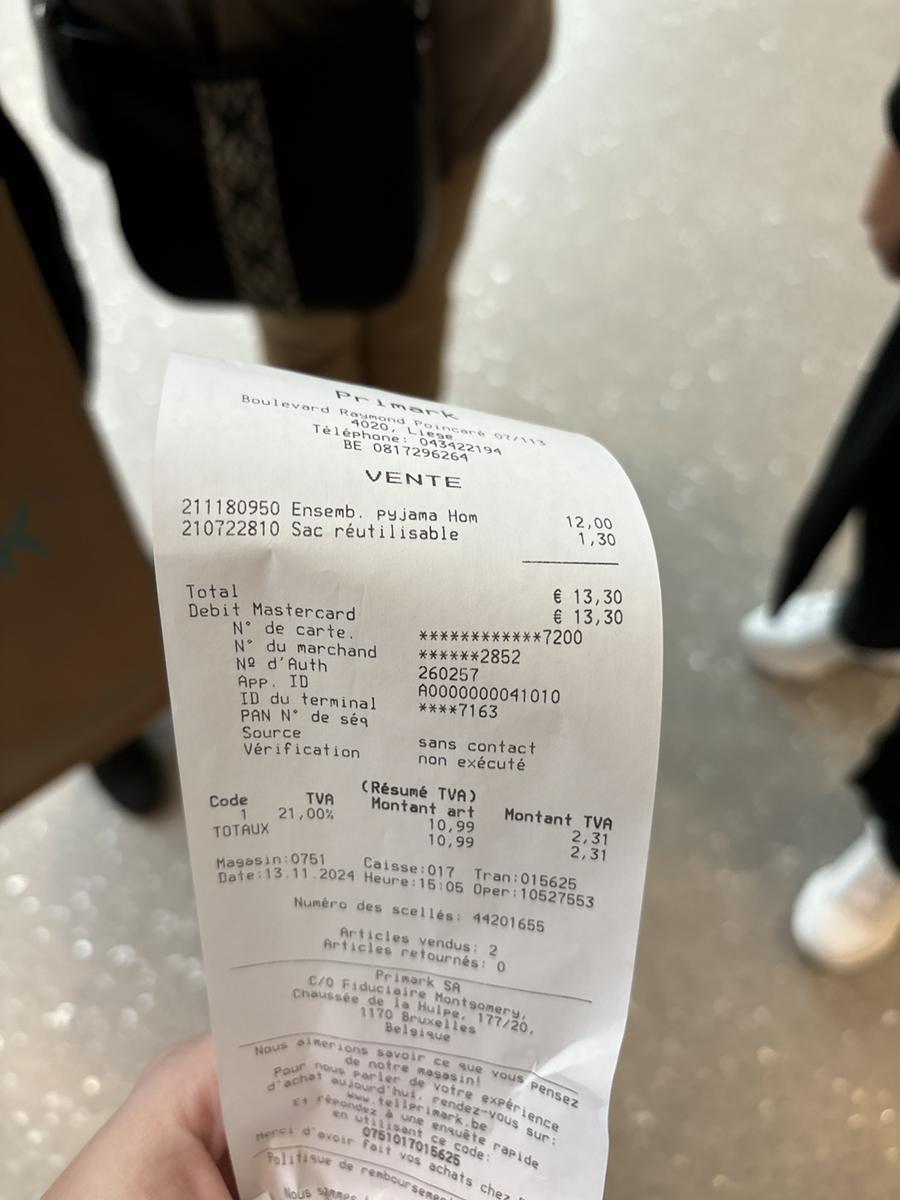 Primark
Boulevard Raymond Poincaré 07/113
4020, Liege
Téléphone: 043422194
BE 0817296264
VENTE
211180950 Ensemb. pyjama Hom 12,00
210722810 Sac réutilisable 1,30
Total € 13,30
Debit Mastercard € 13,30
N° de carte. ************7200
N° du marchand ******2852
Nº d'Auth 260257
App. ID A0000000041010
ID du terminal ****7163
PAN N° de séq
Source sans contact
Vérification non exécuté
(Résumé TVA)
Code TVA Montant art Montant TVA
1 21,00% 10,99 2,31
TOTAUX 10,99 2,31
Magasin:0751 Caisse:017 Tran:015625
Date:13.11.2024 Heure:15:05 Oper:10527553
Numéro des scellés: 44201655
Articles vendus: 2
Articles retournés: 0
Primark SA
C/O Fiduciaire Montgomery,
Chaussée de la Hulpe, 177/20,
1170 Bruxelles
Belgique
Nous aimerions savoir ce que vous pensez
de notre magasin!
Pour nous parler de votre expérience
d'achat aujourd'hui, rendez-vous sur:
www.tellprimark.be
Et répondez à une enquête rapide
en utilisant ce code:
0751017015625
Merci d'avoir fait vos achats chez
Politique de remboursement
Nous sommes